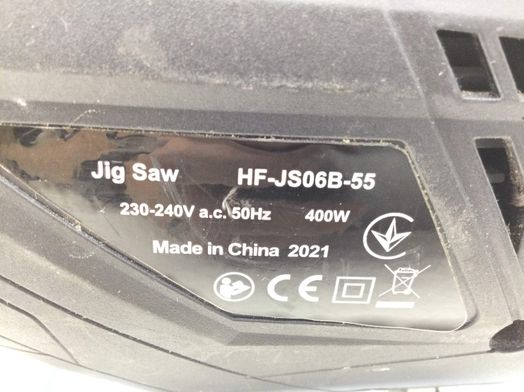 Jig Saw HF-JS06B-55
230-240V a.c. 50Hz 400W
Made in China 2021
CE